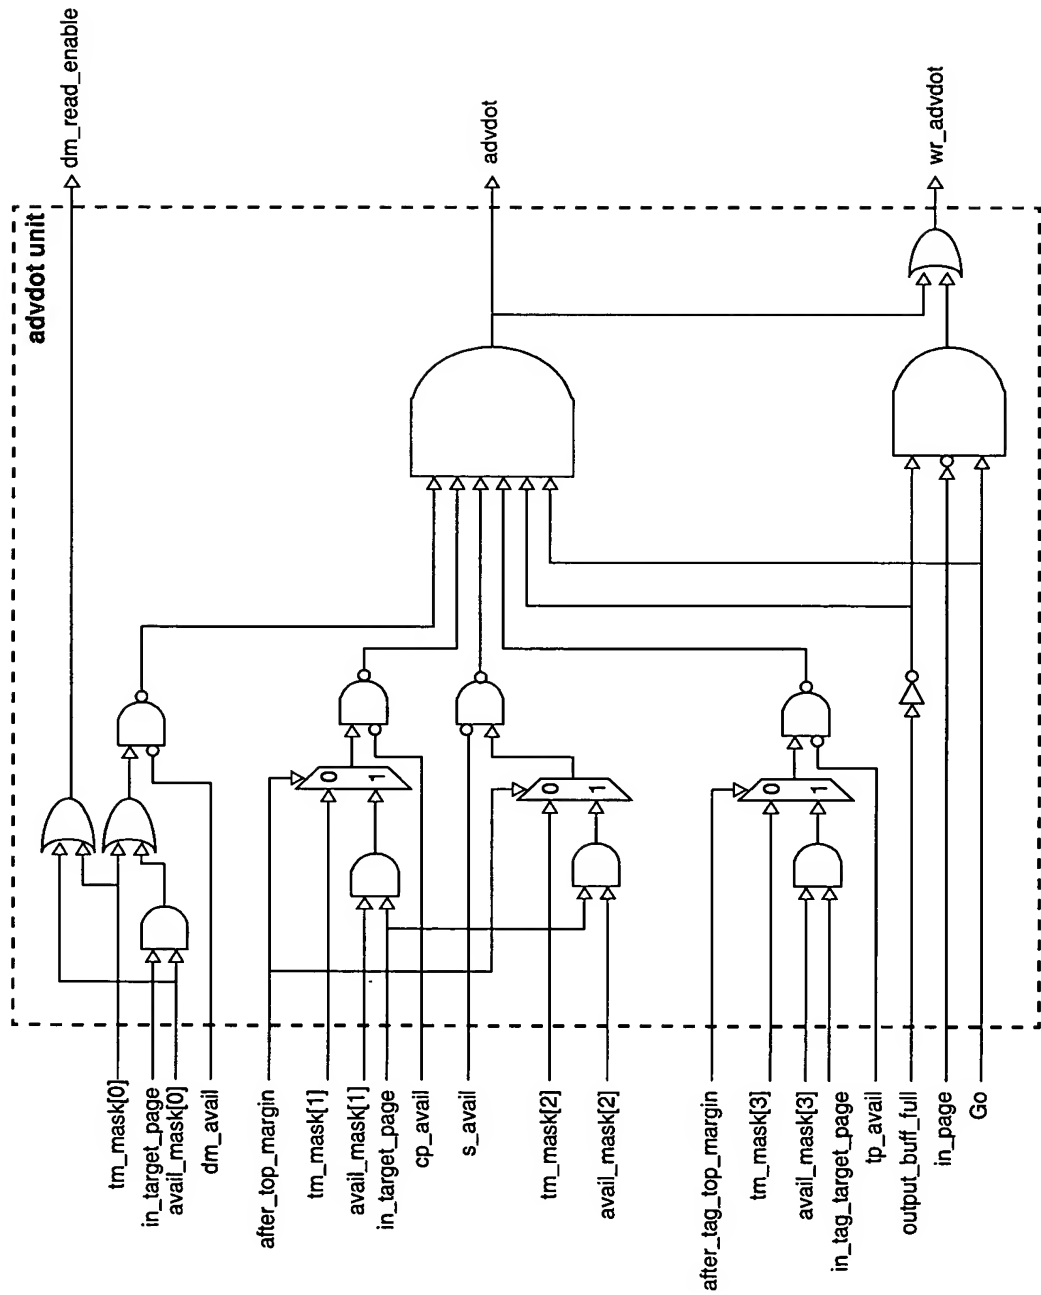 dm_read_enable
advdot
wr_advdot
advdot unit
0
1
0
1
0
1
tm_mask[0]
in_target_page
avail_mask[0]
dm_avail
after_top_margin
tm_mask[1]
avail_mask[1]
in_target_page
cp_avail
s_avail
tm_mask[2]
avail_mask[2]
after_tag_top_margin
tm_mask[3]
avail_mask[3]
in_tag_target_page
tp_avail
output_buff_full
in_page
Go